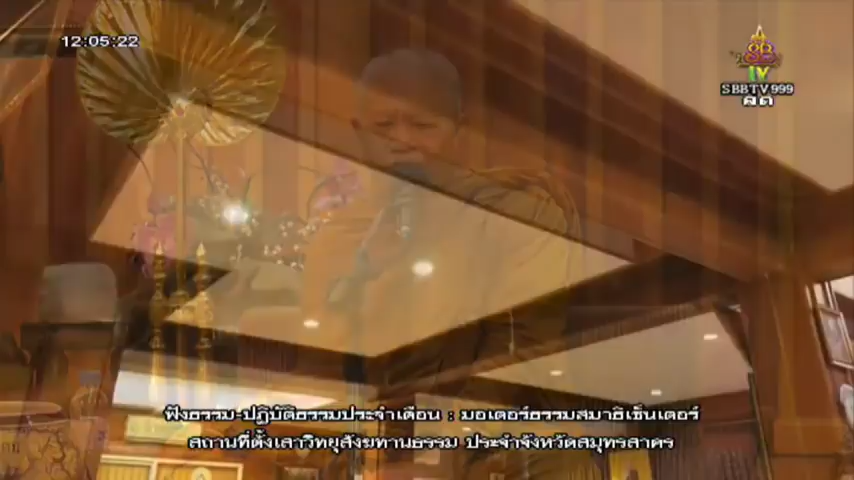 12:05:22
SBBTV999
สด
ฟังธรรม-ปฏิบัติธรรมประจำเดือน : มอเตอร์ธรรมสมาธิเซ็นเตอร์
สถานที่ตั้งเสาวิทยุสังฆทานธรรม ประจำจังหวัดสมุทรสาคร